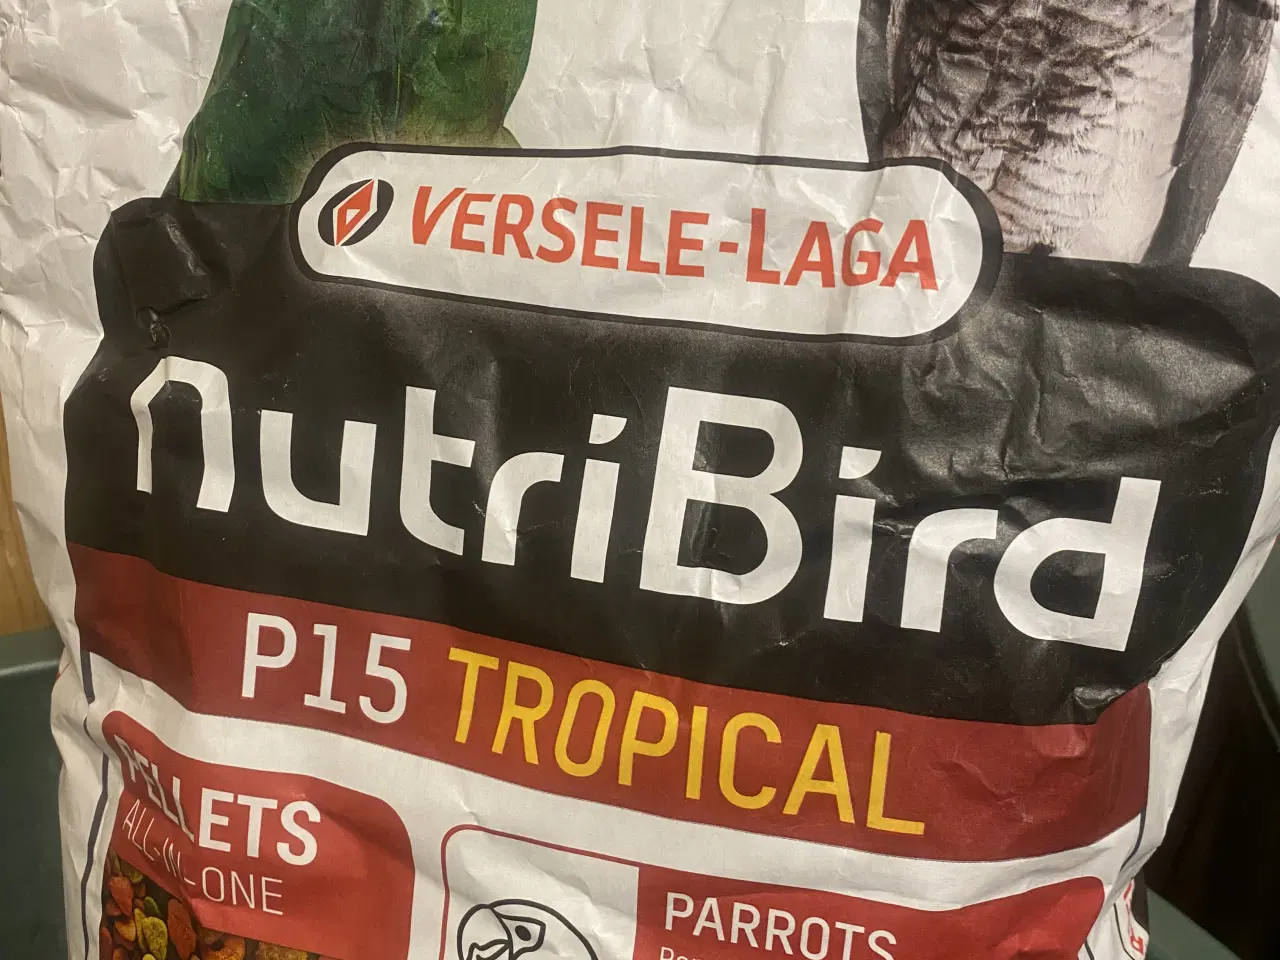 VERSELE-LAGA
nutriBird
P15 TROPICAL
PELLETS
ALL-IN-ONE
PARROTS